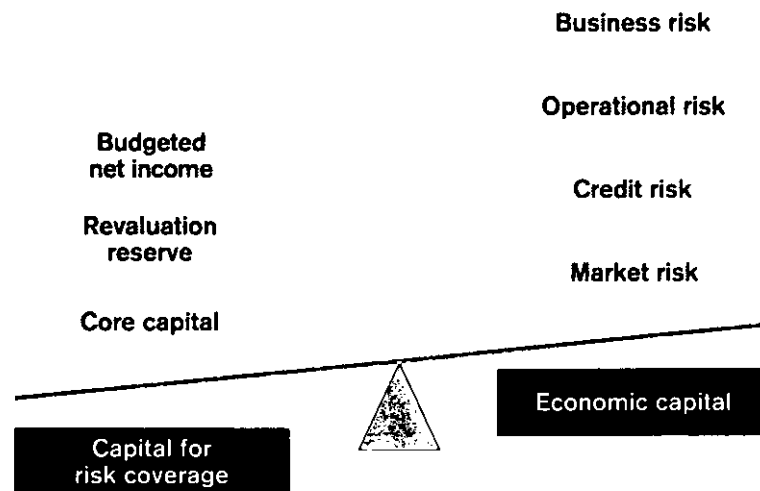 Business risk
Operational risk
Budgeted
net income
Credit risk
Revaluation
reserve
Market risk
Core capital
Economic capital
Capital for
risk coverage